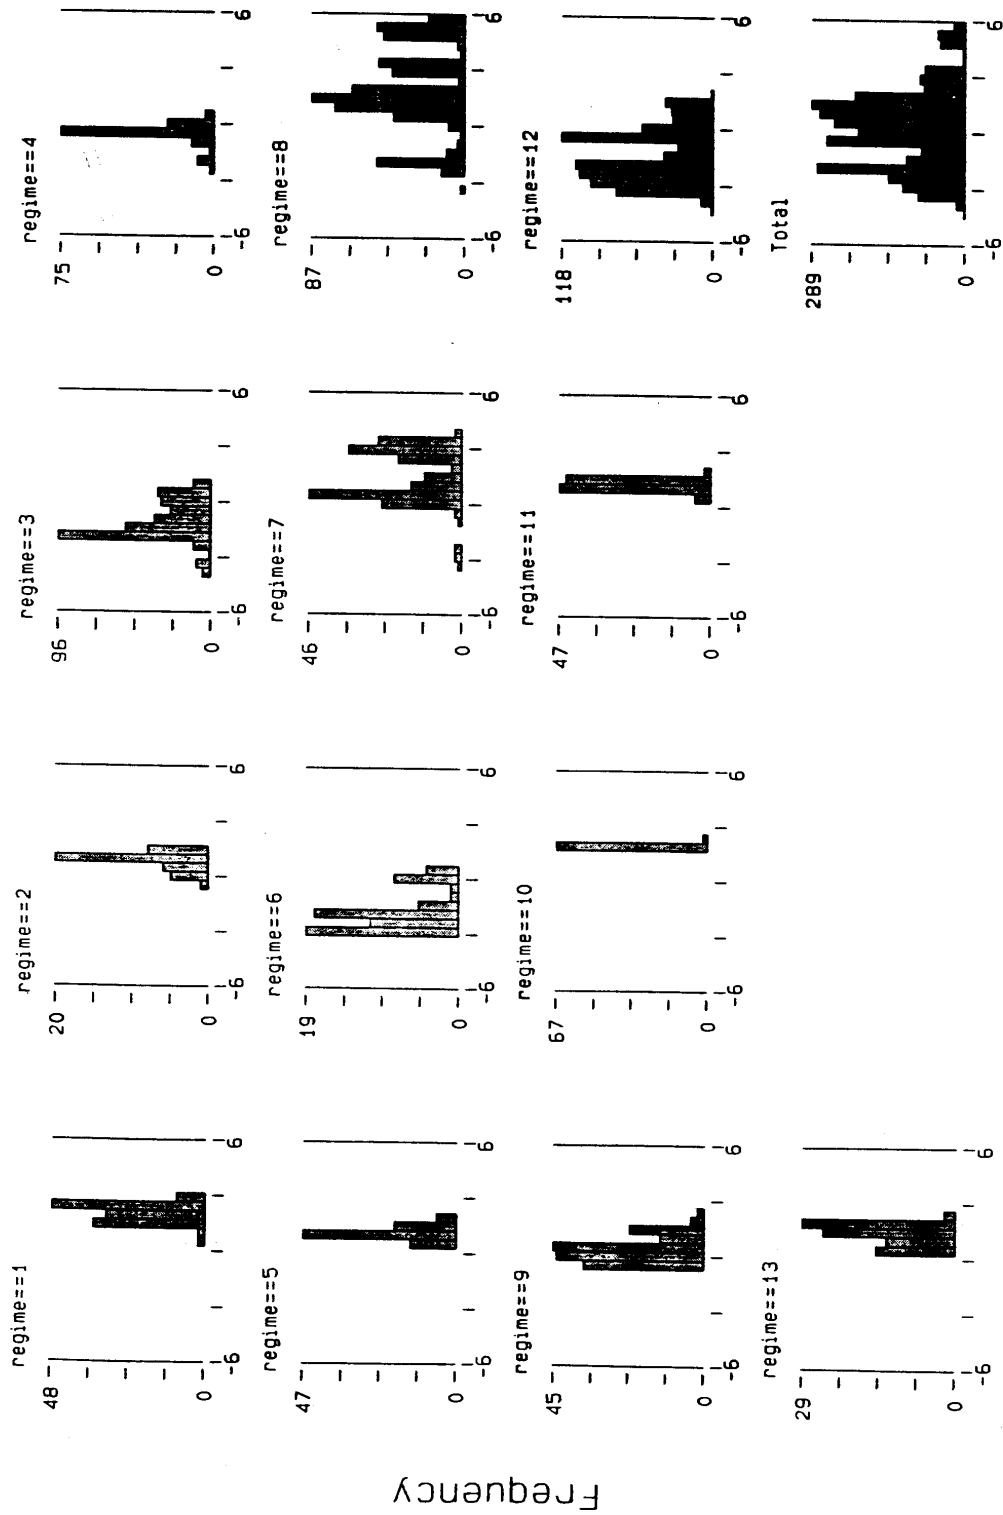 Frequency
regime==1
48
0
-6 6
regime==2
20
0
-6 6
regime==3
96
0
-6 6
regime==4
75
0
-6 6
regime==5
47
0
-6 6
regime==6
19
0
-6 6
regime==7
46
0
-6 6
regime==8
87
0
-6 6
regime==9
45
0
-6 6
regime==10
67
0
-6 6
regime==11
47
0
-6 6
regime==12
118
0
-6 6
regime==13
29
0
-6 6
Total
289
0
-6 6